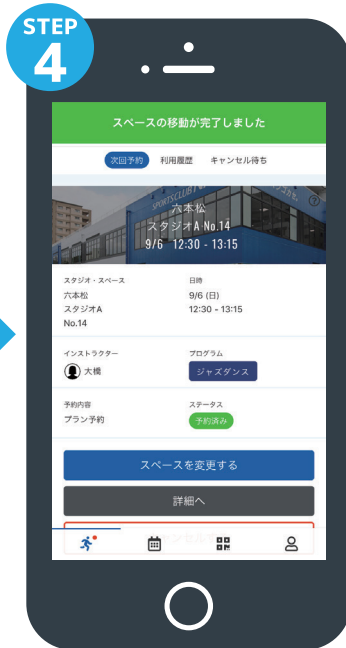 STEP
4
スペースの移動が完了しました
次回予約 利用履歴 キャンセル待ち
六本松
スタジオA No.14
9/6 12:30 - 13:15
スタジオ・スペース
六本松
スタジオA
No.14
日時
9/6 (日)
12:30 - 13:15
インストラクター
大橋
プログラム
ジャズダンス
予約内容
プラン予約
ステータス
予約済み
スペースを変更する
詳細へ